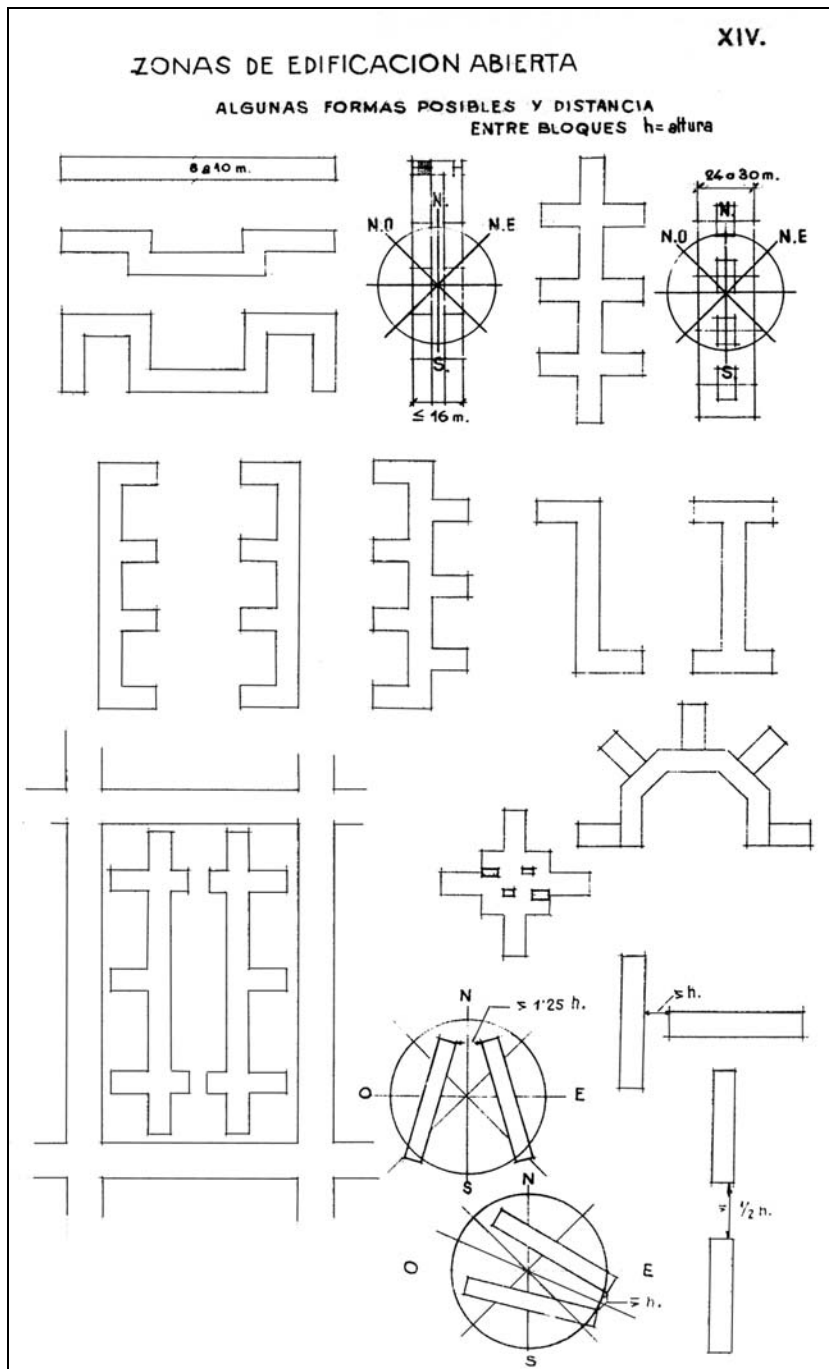 XIV.
ZONAS DE EDIFICACION ABIERTA
ALGUNAS FORMAS POSIBLES Y DISTANCIA
ENTRE BLOQUES h=altura
8 a 10 m.
N.
N.O
N.E
S.
≤ 16 m.
24 a 30 m.
N.
N.O
N.E
S.
N
1'25 h.
O
E
S
h.
1/2 h.
N
O
E
h.
S